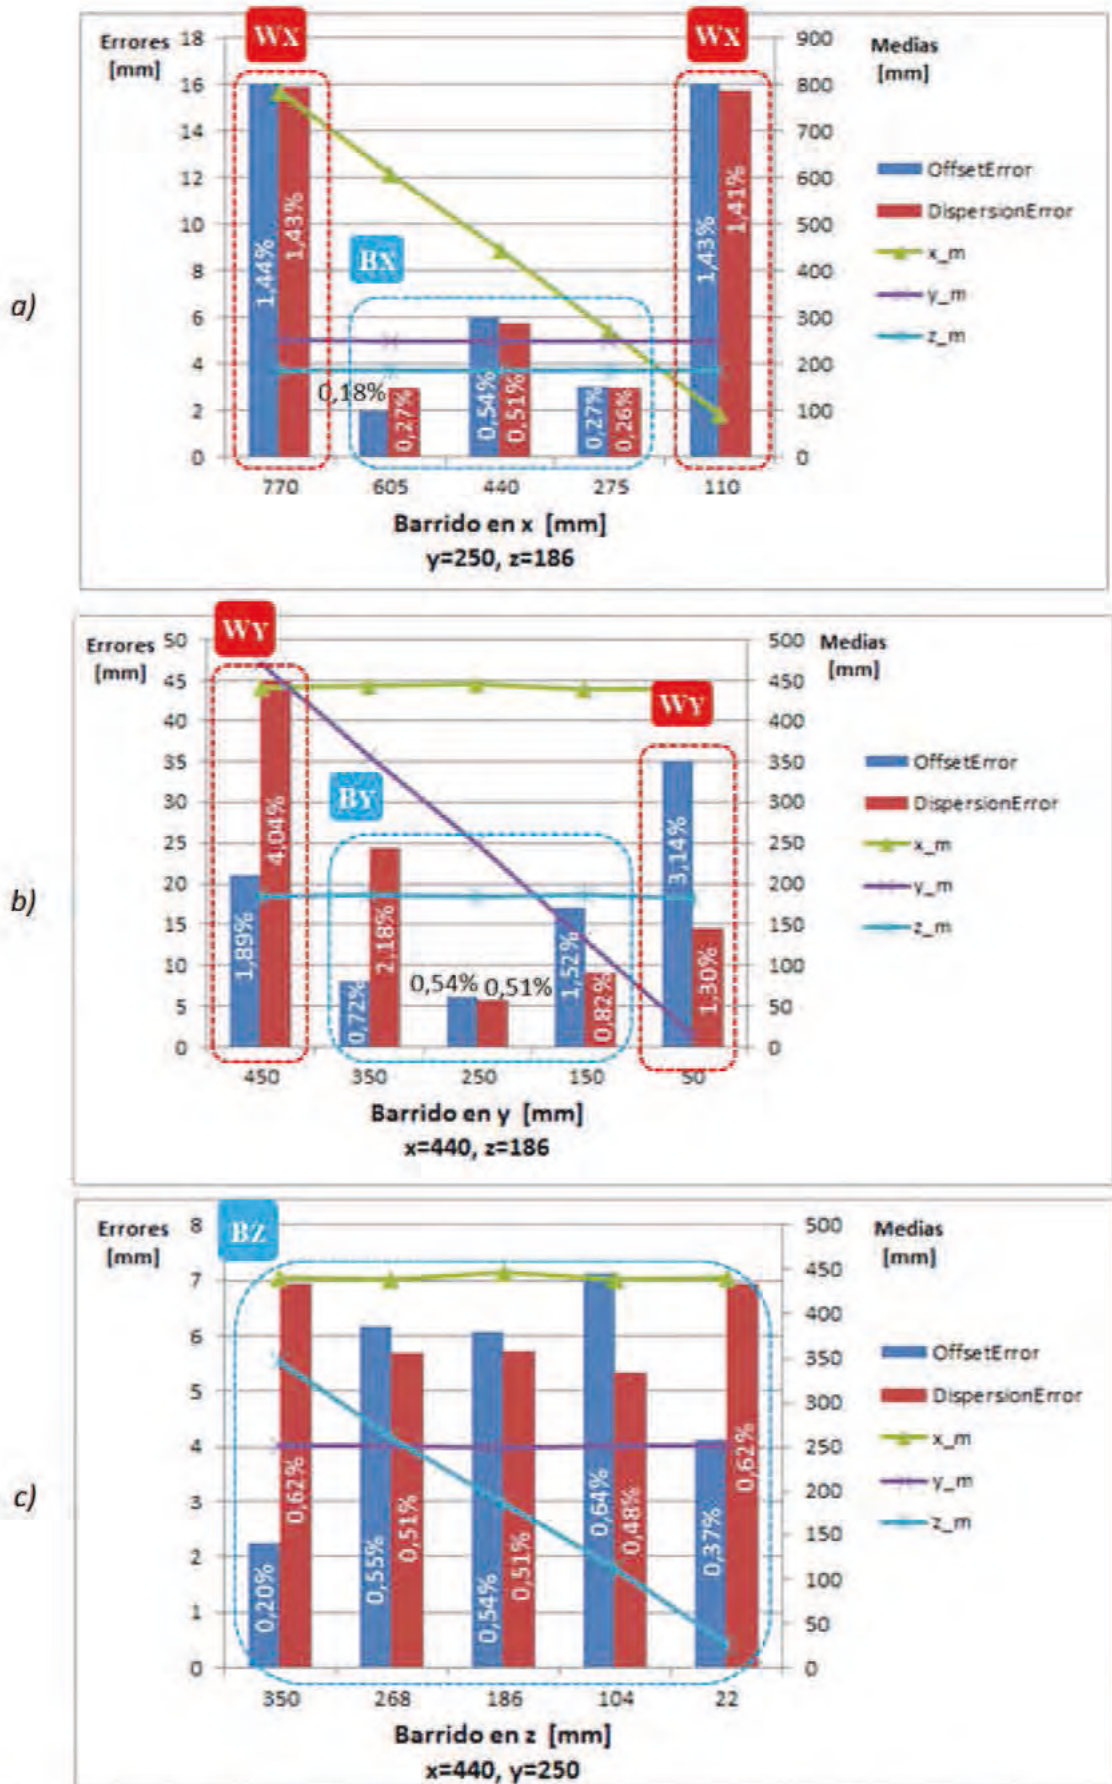 a)
Errores
[mm]
18
16
14
12
10
8
6
4
2
0
WX
WX
BX
1,44%
1,43%
0,18%
0,27%
0,54%
0,51%
0,27%
0,26%
1,43%
1,41%
900
800
700
600
500
400
300
200
100
0
Medias
[mm]
OffsetError
DispersionError
x_m
y_m
z_m
770 605 440 275 110
Barrido en x [mm]
y=250, z=186
b)
Errores
[mm]
50
45
40
35
30
25
20
15
10
5
0
WY
WY
BY
1,89%
4,04%
0,72%
2,18%
0,54%
0,51%
1,52%
0,82%
3,14%
1,30%
500
450
400
350
300
250
200
150
100
50
0
Medias
[mm]
OffsetError
DispersionError
x_m
y_m
z_m
450 350 250 150 50
Barrido en y [mm]
x=440, z=186
c)
Errores
[mm]
8
7
6
5
4
3
2
1
0
BZ
0,20%
0,62%
0,55%
0,51%
0,54%
0,51%
0,64%
0,48%
0,37%
0,62%
500
450
400
350
300
250
200
150
100
50
0
Medias
[mm]
OffsetError
DispersionError
x_m
y_m
z_m
350 268 186 104 22
Barrido en z [mm]
x=440, y=250